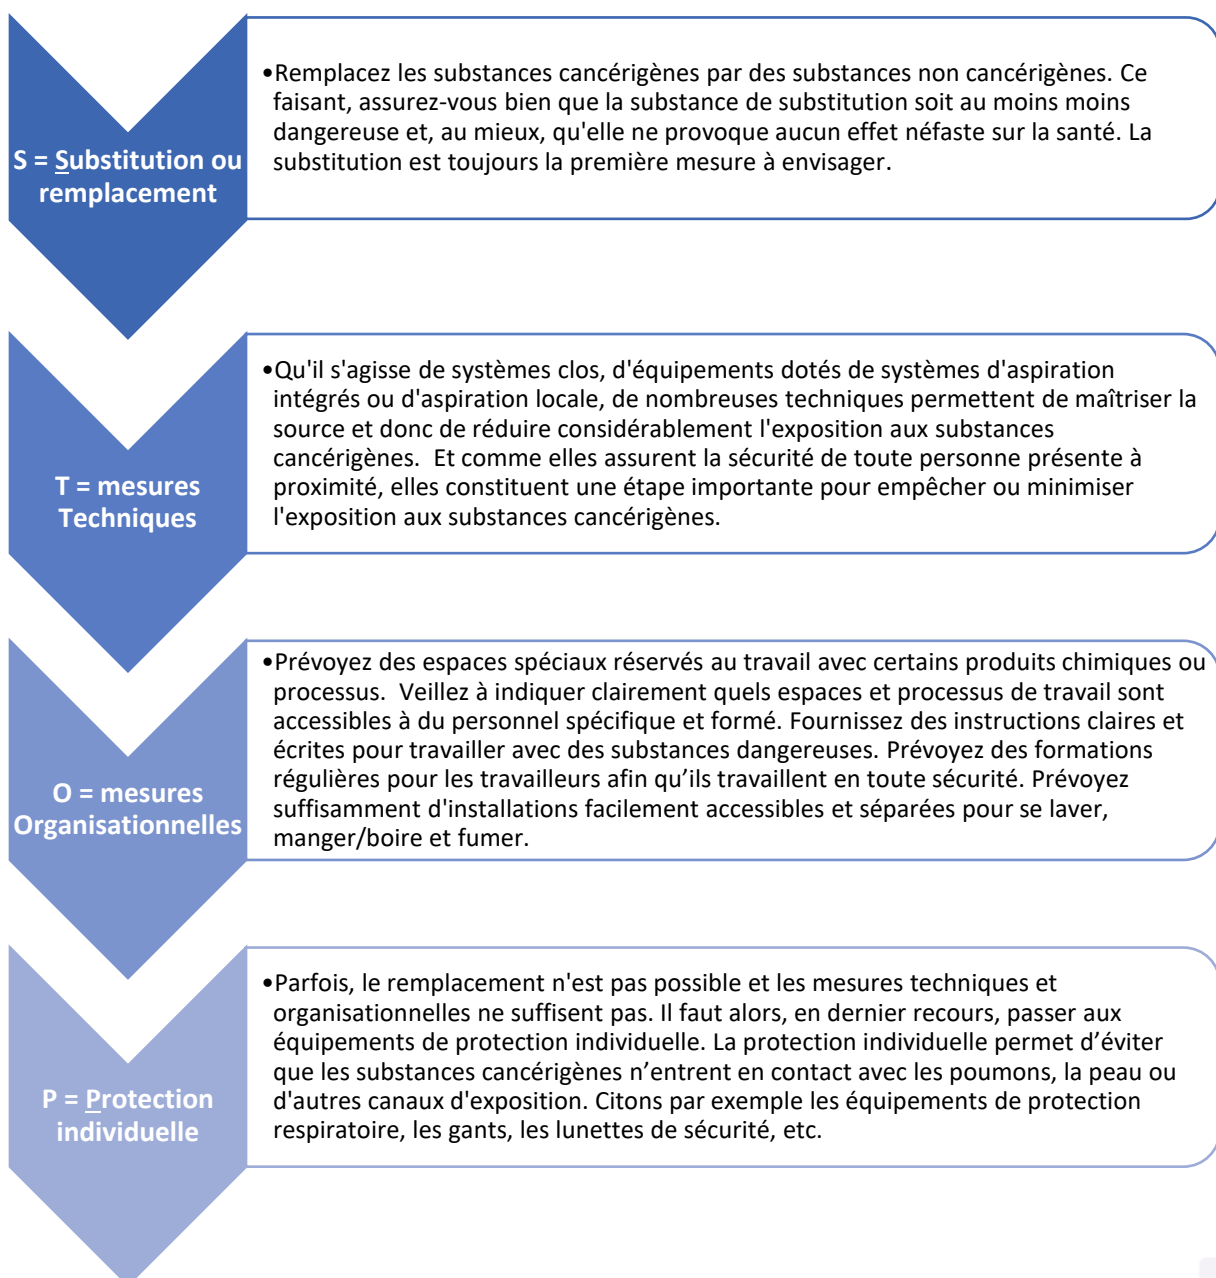 S = Substitution ou
remplacement
•Remplacez les substances cancérigènes par des substances non cancérigènes. Ce
faisant, assurez-vous bien que la substance de substitution soit au moins moins
dangereuse et, au mieux, qu'elle ne provoque aucun effet néfaste sur la santé. La
substitution est toujours la première mesure à envisager.
T = mesures
Techniques
•Qu'il s'agisse de systèmes clos, d'équipements dotés de systèmes d'aspiration
intégrés ou d'aspiration locale, de nombreuses techniques permettent de maîtriser la
source et donc de réduire considérablement l'exposition aux substances
cancérigènes.  Et comme elles assurent la sécurité de toute personne présente à
proximité, elles constituent une étape importante pour empêcher ou minimiser
l'exposition aux substances cancérigènes.
O = mesures
Organisationnelles
•Prévoyez des espaces spéciaux réservés au travail avec certains produits chimiques ou
processus.  Veillez à indiquer clairement quels espaces et processus de travail sont
accessibles à du personnel spécifique et formé. Fournissez des instructions claires et
écrites pour travailler avec des substances dangereuses. Prévoyez des formations
régulières pour les travailleurs afin qu’ils travaillent en toute sécurité. Prévoyez
suffisamment d'installations facilement accessibles et séparées pour se laver,
manger/boire et fumer.
P = Protection
individuelle
•Parfois, le remplacement n'est pas possible et les mesures techniques et
organisationnelles ne suffisent pas. Il faut alors, en dernier recours, passer aux
équipements de protection individuelle. La protection individuelle permet d’éviter
que les substances cancérigènes n’entrent en contact avec les poumons, la peau ou
d'autres canaux d'exposition. Citons par exemple les équipements de protection
respiratoire, les gants, les lunettes de sécurité, etc.